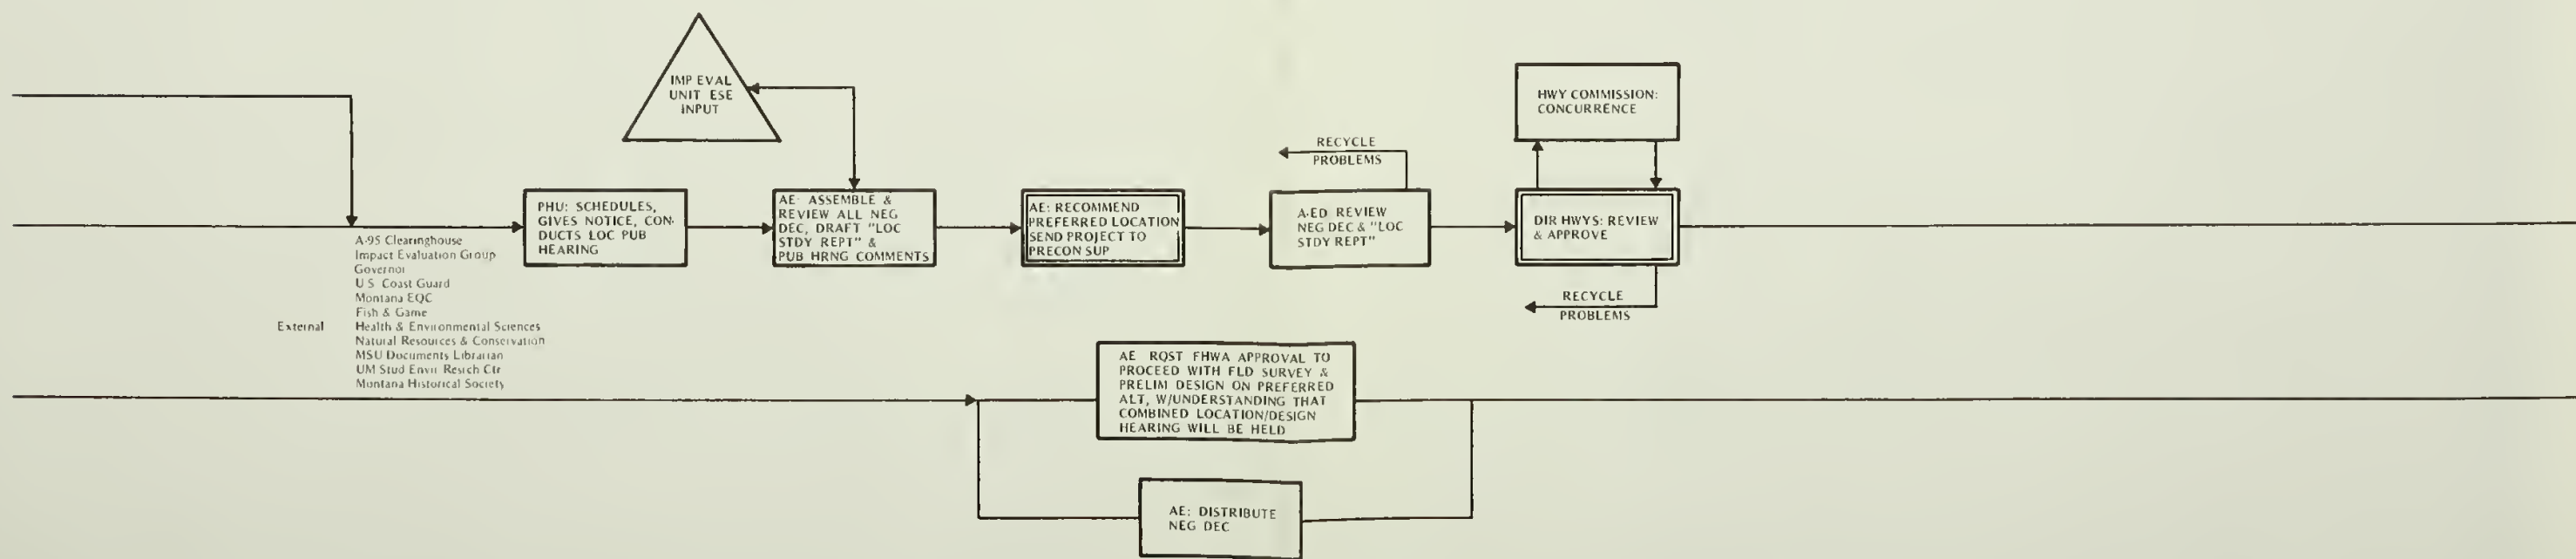 IMP EVAL
UNIT ESE
INPUT
HWY COMMISSION:
CONCURRENCE
RECYCLE
PROBLEMS
PHU: SCHEDULES,
GIVES NOTICE, CON-
DUCTS LOC PUB
HEARING
AE: ASSEMBLE &
REVIEW ALL NEG
DEC, DRAFT "LOC
STDY REPT" &
PUB HRNG COMMENTS
AE: RECOMMEND
PREFERRED LOCATION
SEND PROJECT TO
PRECON SUP
A-ED REVIEW
NEG DEC & "LOC
STDY REPT"
DIR HWYS: REVIEW
& APPROVE
RECYCLE
PROBLEMS
External
A-95 Clearinghouse
Impact Evaluation Group
Governor
U S Coast Guard
Montana EQC
Fish & Game
Health & Environmental Sciences
Natural Resources & Conservation
MSU Documents Librarian
UM Stud Envir Resrch Ctr
Montana Historical Society
AE RQST FHWA APPROVAL TO
PROCEED WITH FLD SURVEY &
PRELIM DESIGN ON PREFERRED
ALT, W/UNDERSTANDING THAT
COMBINED LOCATION/DESIGN
HEARING WILL BE HELD
AE: DISTRIBUTE
NEG DEC